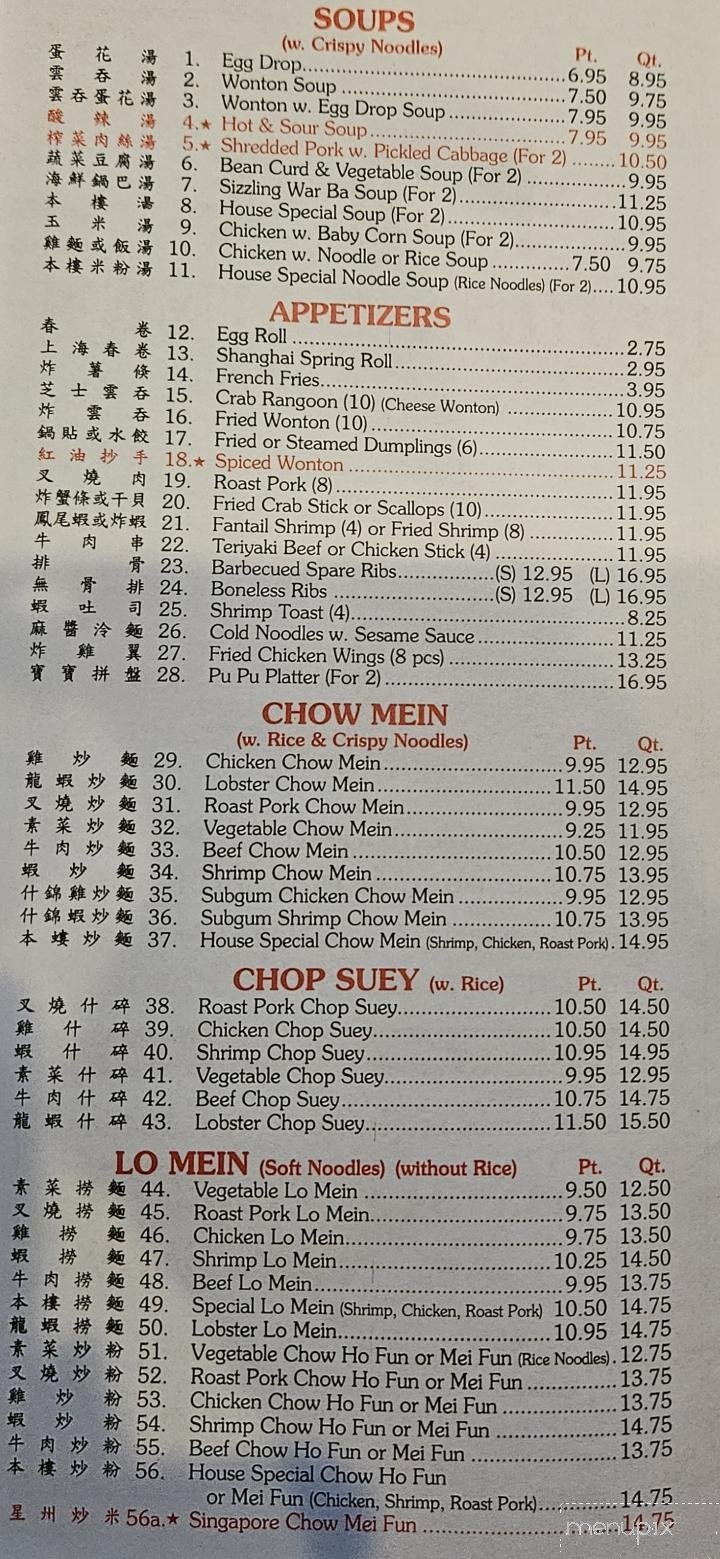 SOUPS
(w. Crispy Noodles) Pt. Qt.
蛋花湯 1. Egg Drop 6.95 8.95
雲吞湯 2. Wonton Soup 7.50 9.75
雲吞蛋花湯 3. Wonton w. Egg Drop Soup 7.95 9.95
酸辣湯 4.★ Hot & Sour Soup 7.95 9.95
榨菜肉絲湯 5.★ Shredded Pork w. Pickled Cabbage (For 2) 10.50
蔬菜豆腐湯 6. Bean Curd & Vegetable Soup (For 2) 9.95
海鮮鍋巴湯 7. Sizzling War Ba Soup (For 2) 11.25
本樓湯 8. House Special Soup (For 2) 10.95
玉米湯 9. Chicken w. Baby Corn Soup (For 2) 9.95
雞麵或飯湯 10. Chicken w. Noodle or Rice Soup 7.50 9.75
本樓米粉湯 11. House Special Noodle Soup (Rice Noodles) (For 2) 10.95
APPETIZERS
春卷 12. Egg Roll 2.75
上海春卷 13. Shanghai Spring Roll 2.95
炸薯條 14. French Fries 3.95
芝士雲吞 15. Crab Rangoon (10) (Cheese Wonton) 10.95
炸雲吞 16. Fried Wonton (10) 10.75
鍋貼或水餃 17. Fried or Steamed Dumplings (6) 11.50
紅油抄手 18.★ Spiced Wonton 11.25
叉燒肉 19. Roast Pork (8) 11.95
炸蟹條或干貝 20. Fried Crab Stick or Scallops (10) 11.95
鳳尾蝦或炸蝦 21. Fantail Shrimp (4) or Fried Shrimp (8) 11.95
牛肉串 22. Teriyaki Beef or Chicken Stick (4) 11.95
排骨 23. Barbecued Spare Ribs (S) 12.95 (L) 16.95
無骨排 24. Boneless Ribs (S) 12.95 (L) 16.95
蝦吐司 25. Shrimp Toast (4) 8.25
麻醬冷麵 26. Cold Noodles w. Sesame Sauce 11.25
炸雞翼 27. Fried Chicken Wings (8 pcs) 13.25
寶寶拼盤 28. Pu Pu Platter (For 2) 16.95
CHOW MEIN
(w. Rice & Crispy Noodles) Pt. Qt.
雞炒麵 29. Chicken Chow Mein 9.95 12.95
龍蝦炒麵 30. Lobster Chow Mein 11.50 14.95
叉燒炒麵 31. Roast Pork Chow Mein 9.95 12.95
素菜炒麵 32. Vegetable Chow Mein 9.25 11.95
牛肉炒麵 33. Beef Chow Mein 10.50 12.95
蝦炒麵 34. Shrimp Chow Mein 10.75 13.95
什錦雞炒麵 35. Subgum Chicken Chow Mein 9.95 12.95
什錦蝦炒麵 36. Subgum Shrimp Chow Mein 10.75 13.95
本樓炒麵 37. House Special Chow Mein (Shrimp, Chicken, Roast Pork) 14.95
CHOP SUEY (w. Rice) Pt. Qt.
叉燒什碎 38. Roast Pork Chop Suey 10.50 14.50
雞什碎 39. Chicken Chop Suey 10.50 14.50
蝦什碎 40. Shrimp Chop Suey 10.95 14.95
素菜什碎 41. Vegetable Chop Suey 9.95 12.95
牛肉什碎 42. Beef Chop Suey 10.75 14.75
龍蝦什碎 43. Lobster Chop Suey 11.50 15.50
LO MEIN (Soft Noodles) (without Rice) Pt. Qt.
素菜撈麵 44. Vegetable Lo Mein 9.50 12.50
叉燒撈麵 45. Roast Pork Lo Mein 9.75 13.50
雞撈麵 46. Chicken Lo Mein 9.75 13.50
蝦撈麵 47. Shrimp Lo Mein 10.25 14.50
牛肉撈麵 48. Beef Lo Mein 9.95 13.75
本樓撈麵 49. Special Lo Mein (Shrimp, Chicken, Roast Pork) 10.50 14.75
龍蝦撈麵 50. Lobster Lo Mein 10.95 14.75
素菜炒粉 51. Vegetable Chow Ho Fun or Mei Fun (Rice Noodles) 12.75
叉燒炒粉 52. Roast Pork Chow Ho Fun or Mei Fun 13.75
雞炒粉 53. Chicken Chow Ho Fun or Mei Fun 13.75
蝦炒粉 54. Shrimp Chow Ho Fun or Mei Fun 14.75
牛肉炒粉 55. Beef Chow Ho Fun or Mei Fun 13.75
本樓炒粉 56. House Special Chow Ho Fun
or Mei Fun (Chicken, Shrimp, Roast Pork) 14.75
星州炒米 56a.★ Singapore Chow Mei Fun 14.75
menupix